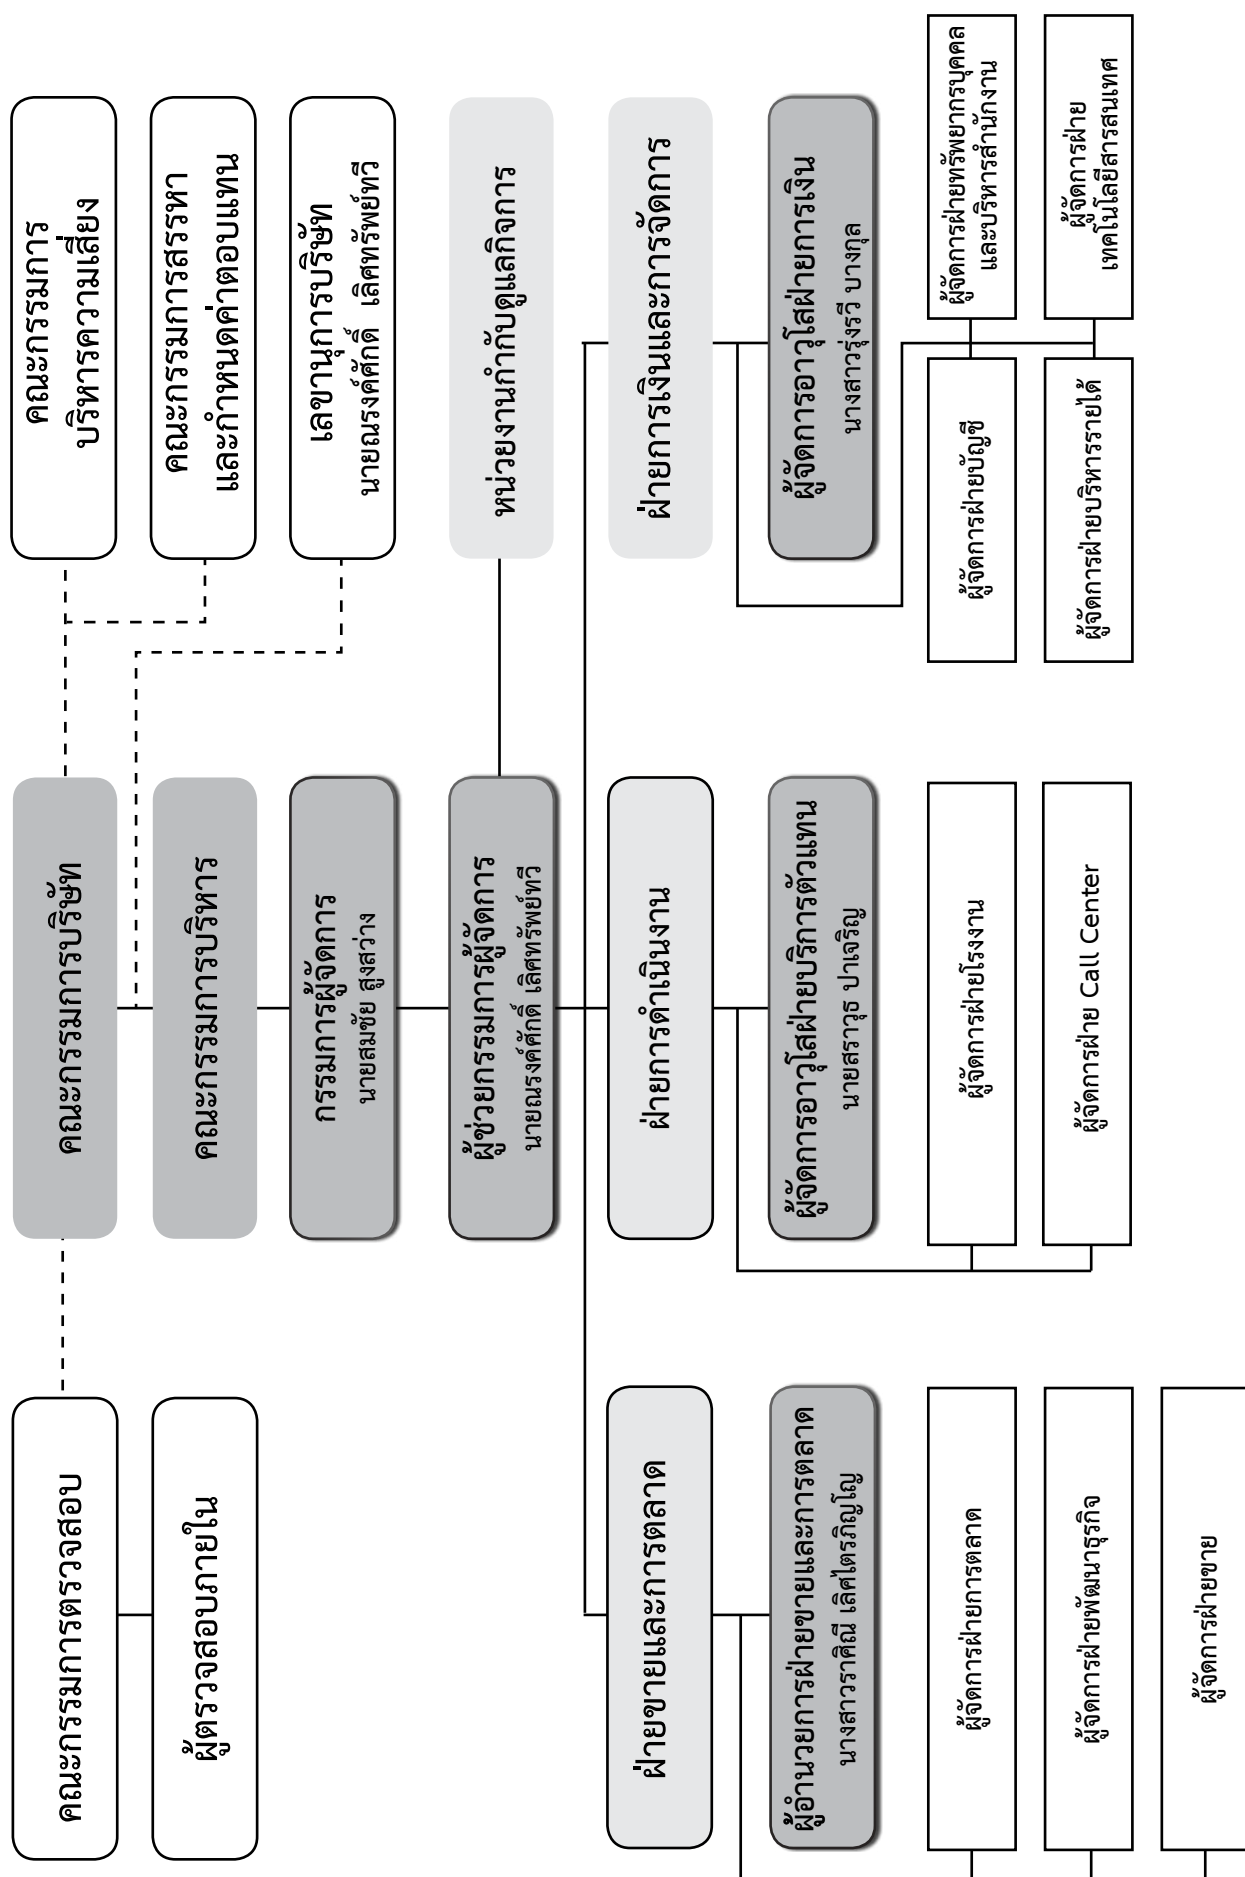 คณะกรรมการตรวจสอบ
ผู้ตรวจสอบภายใน
คณะกรรมการบริษัท
คณะกรรมการบริหาร
กรรมการผู้จัดการ
นายสมชัย สูงสว่าง
ผู้ช่วยกรรมการผู้จัดการ
นายณรงค์ศักดิ์ เลิศทรัพย์ทวี
คณะกรรมการ
บริหารความเสี่ยง
คณะกรรมการสรรหา
และกำหนดค่าตอบแทน
เลขานุการบริษัท
นายณรงค์ศักดิ์ เลิศทรัพย์ทวี
หน่วยงานกำกับดูแลกิจการ
ฝ่ายขายและการตลาด
ผู้อำนวยการฝ่ายขายและการตลาด
นางสาวราศิณี เลิศไตรภิญโญ
ผู้จัดการฝ่ายการตลาด
ผู้จัดการฝ่ายพัฒนาธุรกิจ
ผู้จัดการฝ่ายขาย
ฝ่ายการดำเนินงาน
ผู้จัดการอาวุโสฝ่ายบริการตัวแทน
นายสราวุธ ปาเจริญ
ผู้จัดการฝ่ายโรงงาน
ผู้จัดการฝ่าย Call Center
ฝ่ายการเงินและการจัดการ
ผู้จัดการอาวุโสฝ่ายการเงิน
นางสาวรุ่งรวี บางกุล
ผู้จัดการฝ่ายบัญชี
ผู้จัดการฝ่ายบริหารรายได้
ผู้จัดการฝ่ายทรัพยากรบุคคล
และบริหารสำนักงาน
ผู้จัดการฝ่าย
เทคโนโลยีสารสนเทศ